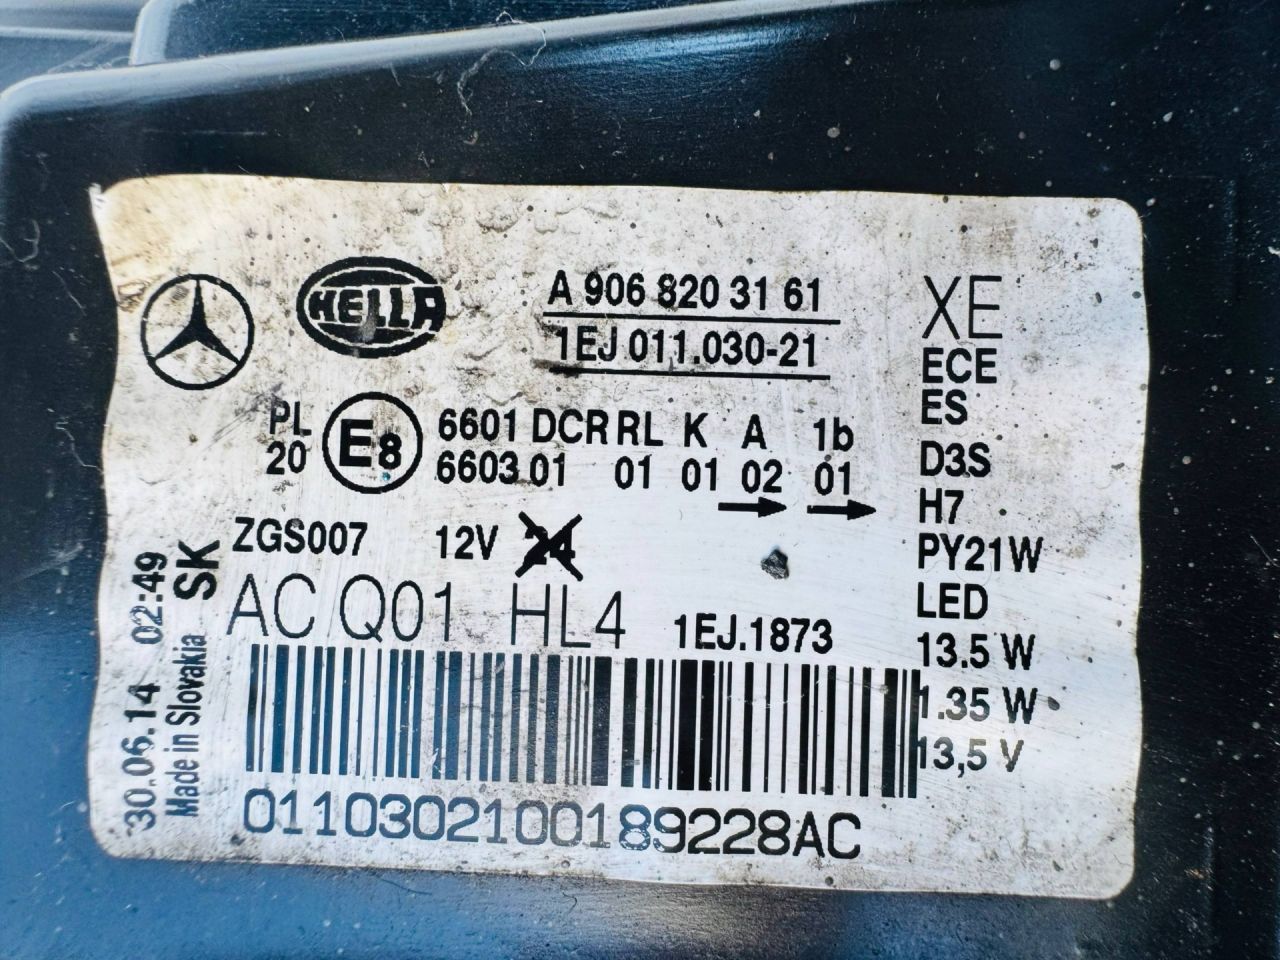 HELLA
A 906 820 31 61
1EJ 011.030-21
XE
ECE
ES
PL
20
E8
6601 DCR RL K A 1b
6603 01 01 01 02 01
D3S
H7
ZGS007 12V 24
PY21W
AC Q01 HL4 1EJ.1873
LED
13.5 W
1.35 W
13,5 V
0110302100189228AC
30.06.14 02:49
Made in Slovakia SK